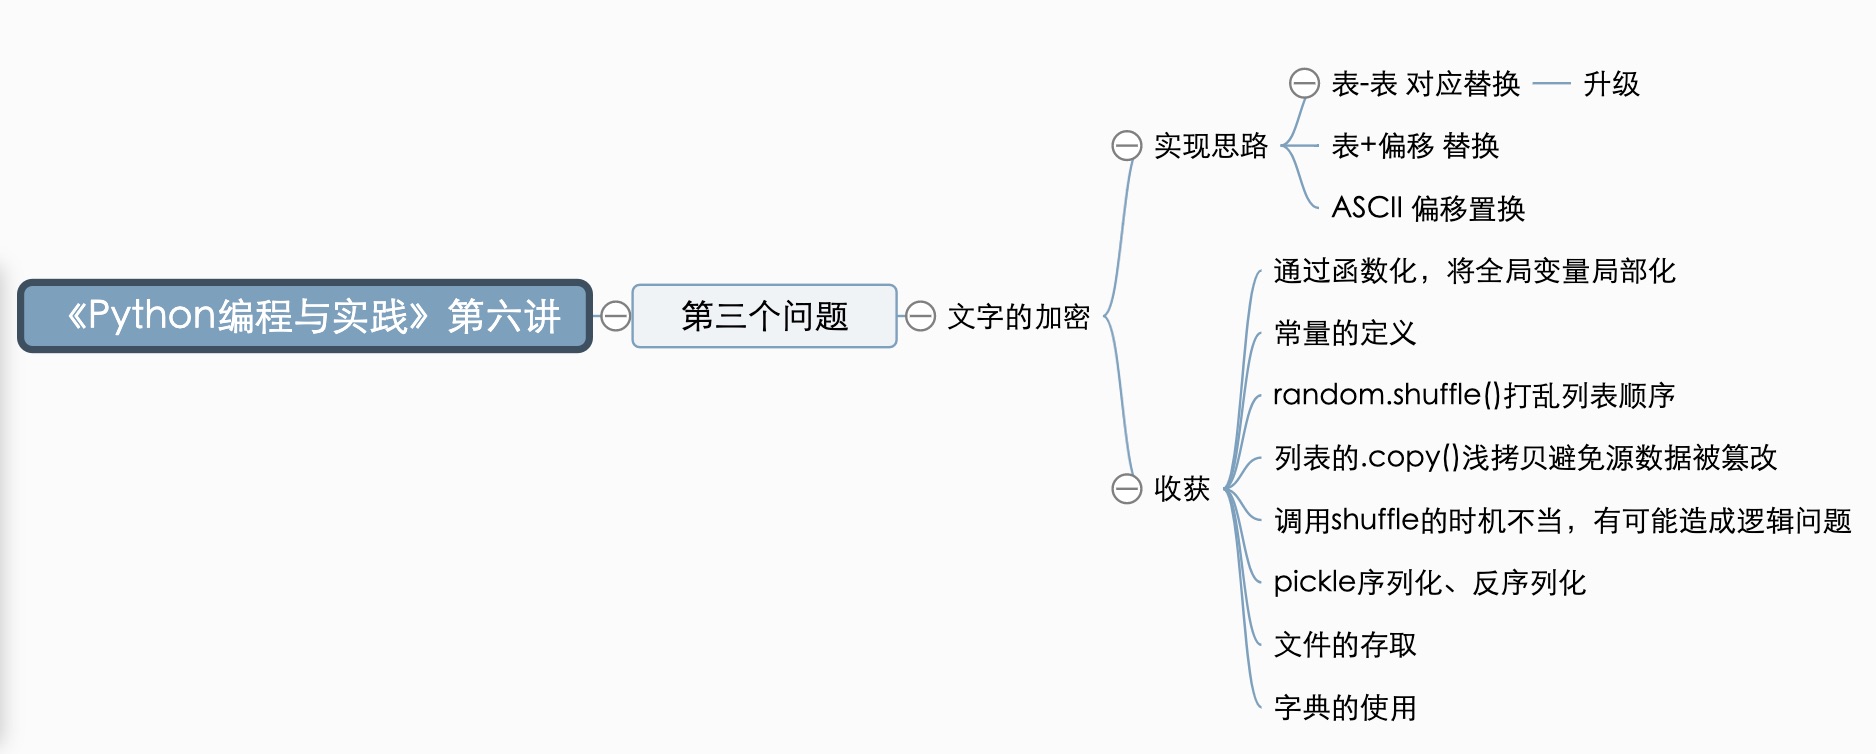 《Python编程与实践》第六讲
第三个问题
文字的加密
实现思路
表-表 对应替换
升级
表+偏移 替换
ASCII 偏移置换
收获
通过函数化，将全局变量局部化
常量的定义
random.shuffle()打乱列表顺序
列表的.copy()浅拷贝避免源数据被篡改
调用shuffle的时机不当，有可能造成逻辑问题
pickle序列化、反序列化
文件的存取
字典的使用